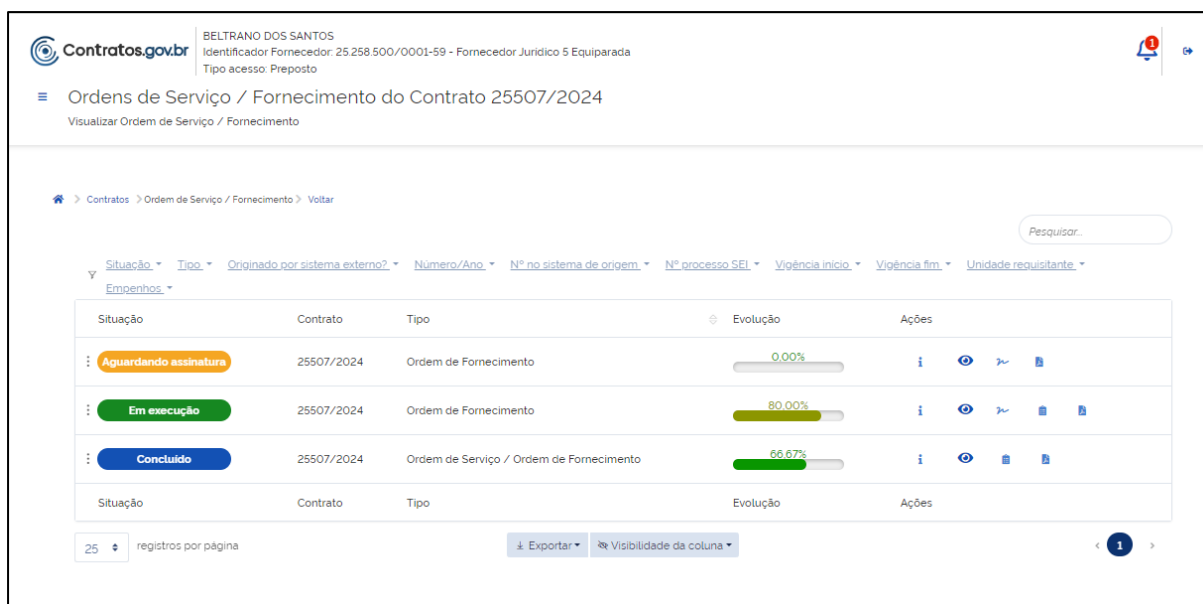 Contratos.gov.br
BELTRANO DOS SANTOS
Identificador Fornecedor: 25.258.500/0001-59 - Fornecedor Jurídico 5 Equiparada
Tipo acesso: Preposto
1
Ordens de Serviço / Fornecimento do Contrato 25507/2024
Visualizar Ordem de Serviço / Fornecimento
> Contratos > Ordem de Serviço / Fornecimento > Voltar
Pesquisar...
Situação Tipo Originado por sistema externo? Número/Ano Nº no sistema de origem Nº processo SEI Vigência início Vigência fim Unidade requisitante
Empenhos
Situação Contrato Tipo Evolução Ações
Aguardando assinatura 25507/2024 Ordem de Fornecimento 0,00%
Em execução 25507/2024 Ordem de Fornecimento 80,00%
Concluído 25507/2024 Ordem de Serviço / Ordem de Fornecimento 66,67%
Situação Contrato Tipo Evolução Ações
25 registros por página Exportar Visibilidade da coluna < 1 >